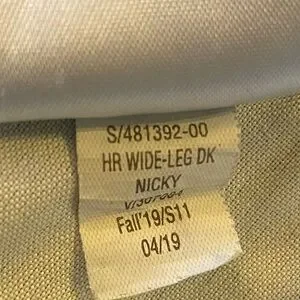 S/481392-00
HR WIDE-LEG DK
NICKY
Fall'19/S11
04/19